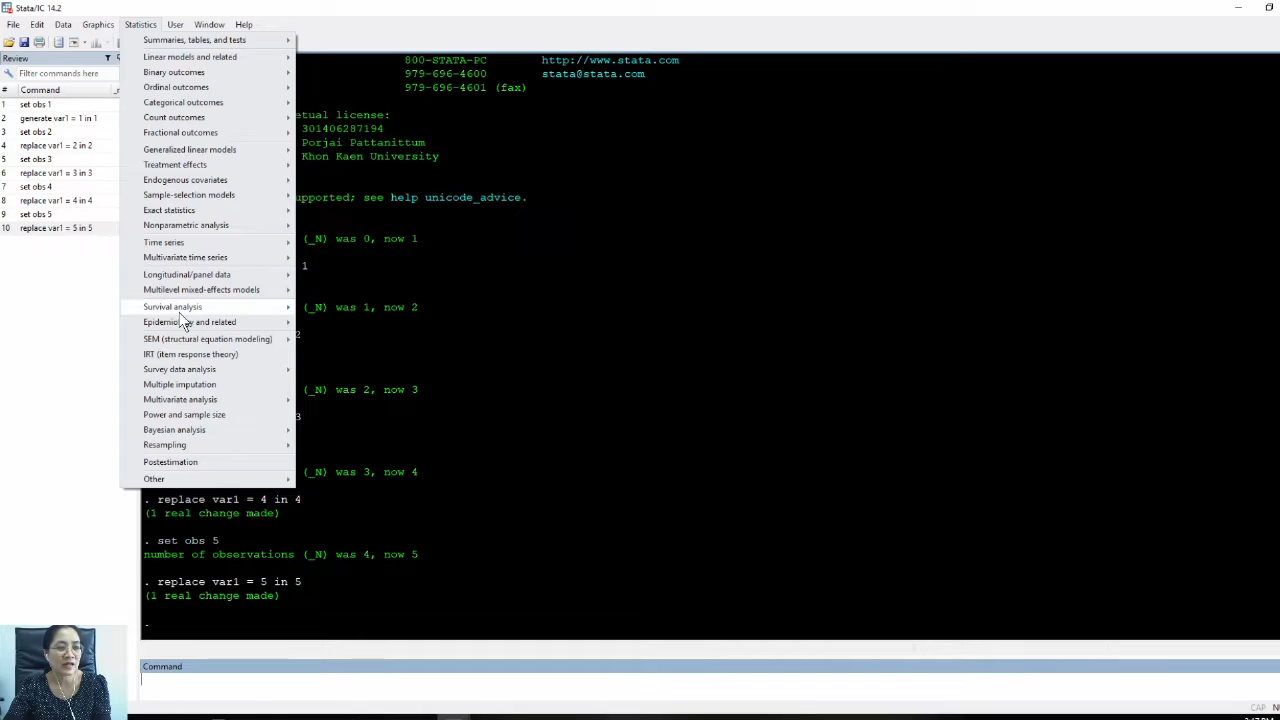 Stata/IC 14.2
File Edit Data Graphics Statistics User Window Help
Review
Filter commands here
# Command _r
1 set obs 1
2 generate var1 = 1 in 1
3 set obs 2
4 replace var1 = 2 in 2
5 set obs 3
6 replace var1 = 3 in 3
7 set obs 4
8 replace var1 = 4 in 4
9 set obs 5
10 replace var1 = 5 in 5
Summaries, tables, and tests
Linear models and related
Binary outcomes
Ordinal outcomes
Categorical outcomes
Count outcomes
Fractional outcomes
Generalized linear models
Treatment effects
Endogenous covariates
Sample-selection models
Exact statistics
Nonparametric analysis
Time series
Multivariate time series
Longitudinal/panel data
Multilevel mixed-effects models
Survival analysis
and related
SEM (structural equation modeling)
IRT (item response theory)
Survey data analysis
Multiple imputation
Multivariate analysis
Power and sample size
Bayesian analysis
Resampling
Postestimation
Other
800-STATA-PC http://www.stata.com
979-696-4600 stata@stata.com
979-696-4601 (fax)
etual license:
301406287194
Porjai Pattanittum
Khon Kaen University
upported; see help unicode_advice.
(_N) was 0, now 1
1
(_N) was 1, now 2
2
(_N) was 2, now 3
3
(_N) was 3, now 4
. replace var1 = 4 in 4
(1 real change made)
. set obs 5
number of observations (_N) was 4, now 5
. replace var1 = 5 in 5
(1 real change made)
.
Command
CAP N